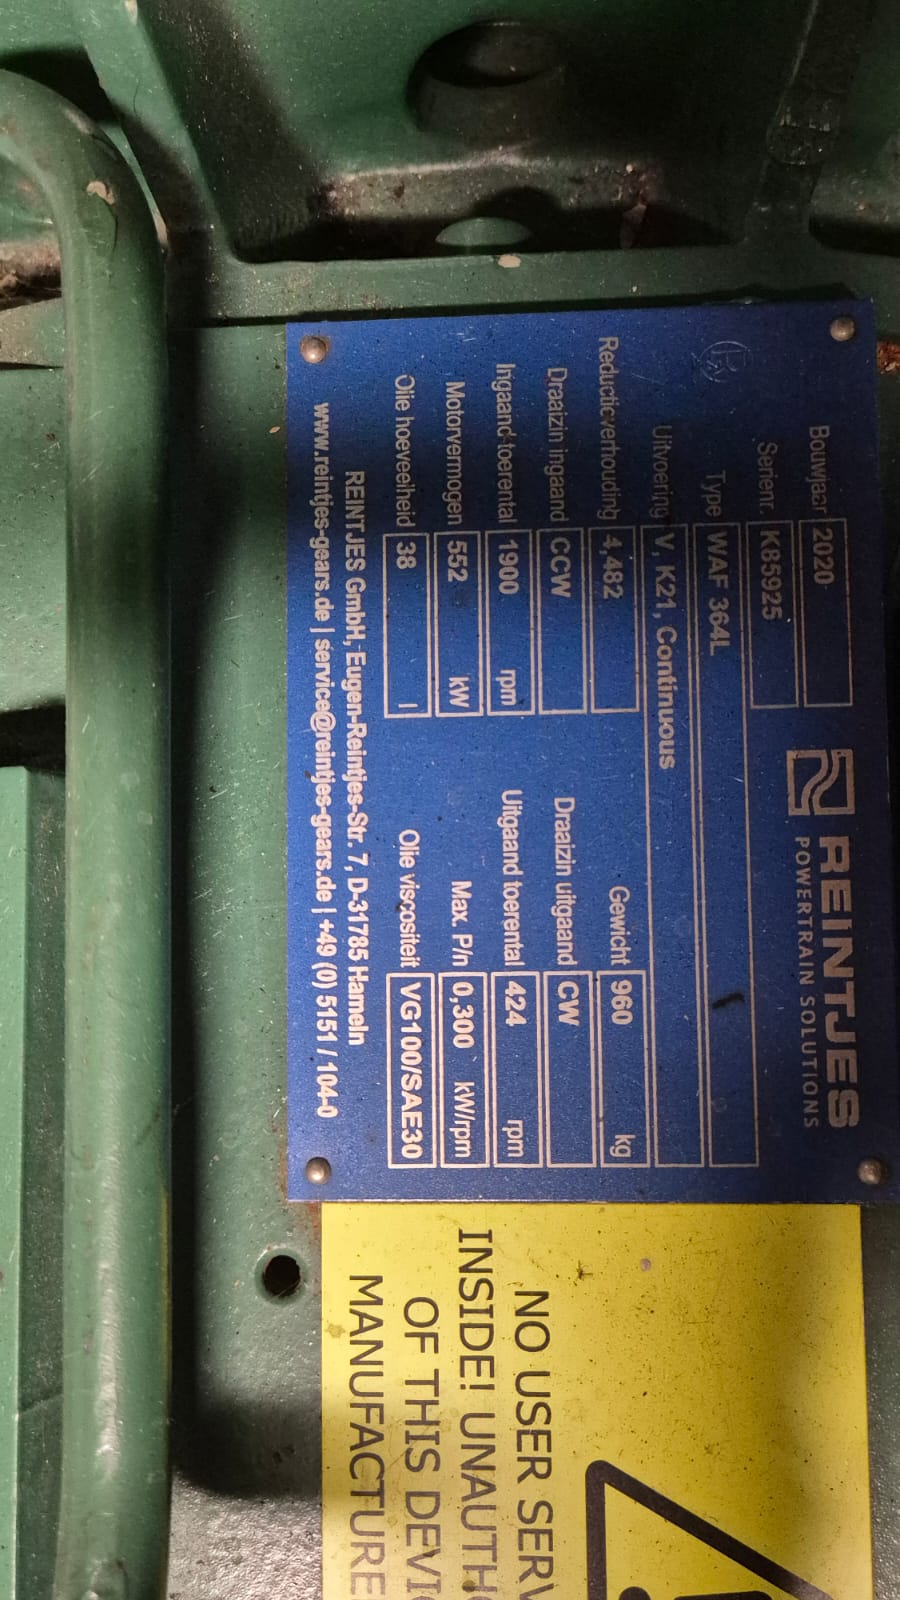 REINTJES
POWERTRAIN SOLUTIONS
Bouwjaar 2020
Serienr. K85925
Type WAF 364L
Uitvoering V, K21, Continuous
Reductieverhouding 4,482 Gewicht 960 kg
Draaizin ingaand CCW Draaizin uitgaand CW
Ingaand toerental 1900 rpm Uitgaand toerental 424 rpm
Motorvermogen 552 kW Max. P/n 0,300 kW/rpm
Olie hoeveelheid 38 l Olie viscositeit VG100/SAE30
REINTJES GmbH, Eugen-Reintjes-Str. 7, D-31785 Hameln
www.reintjes-gears.de | service@reintjes-gears.de | +49 (0) 5151 / 104-0
NO USER SERV
INSIDE! UNAUTH
OF THIS DEVI
MANUFACTURE